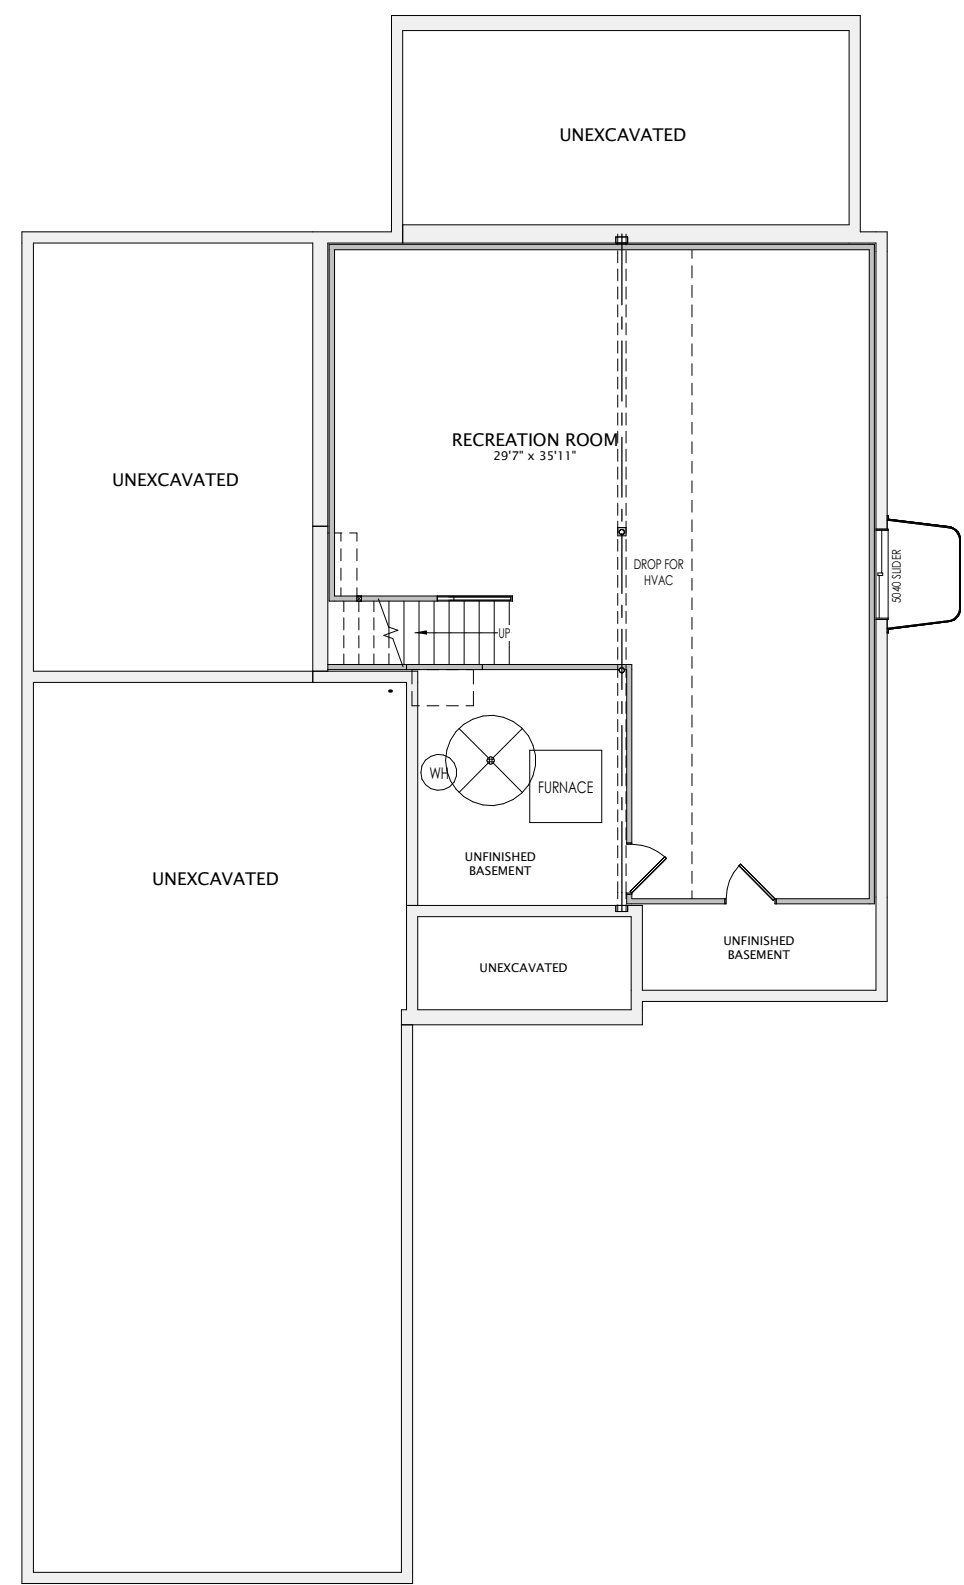 UNEXCAVATED
RECREATION ROOM
29'7" x 35'11"
UNEXCAVATED
DROP FOR
HVAC
5040 SLIDER
UP
WH
FURNACE
UNFINISHED
BASEMENT
UNEXCAVATED
UNFINISHED
BASEMENT
UNEXCAVATED